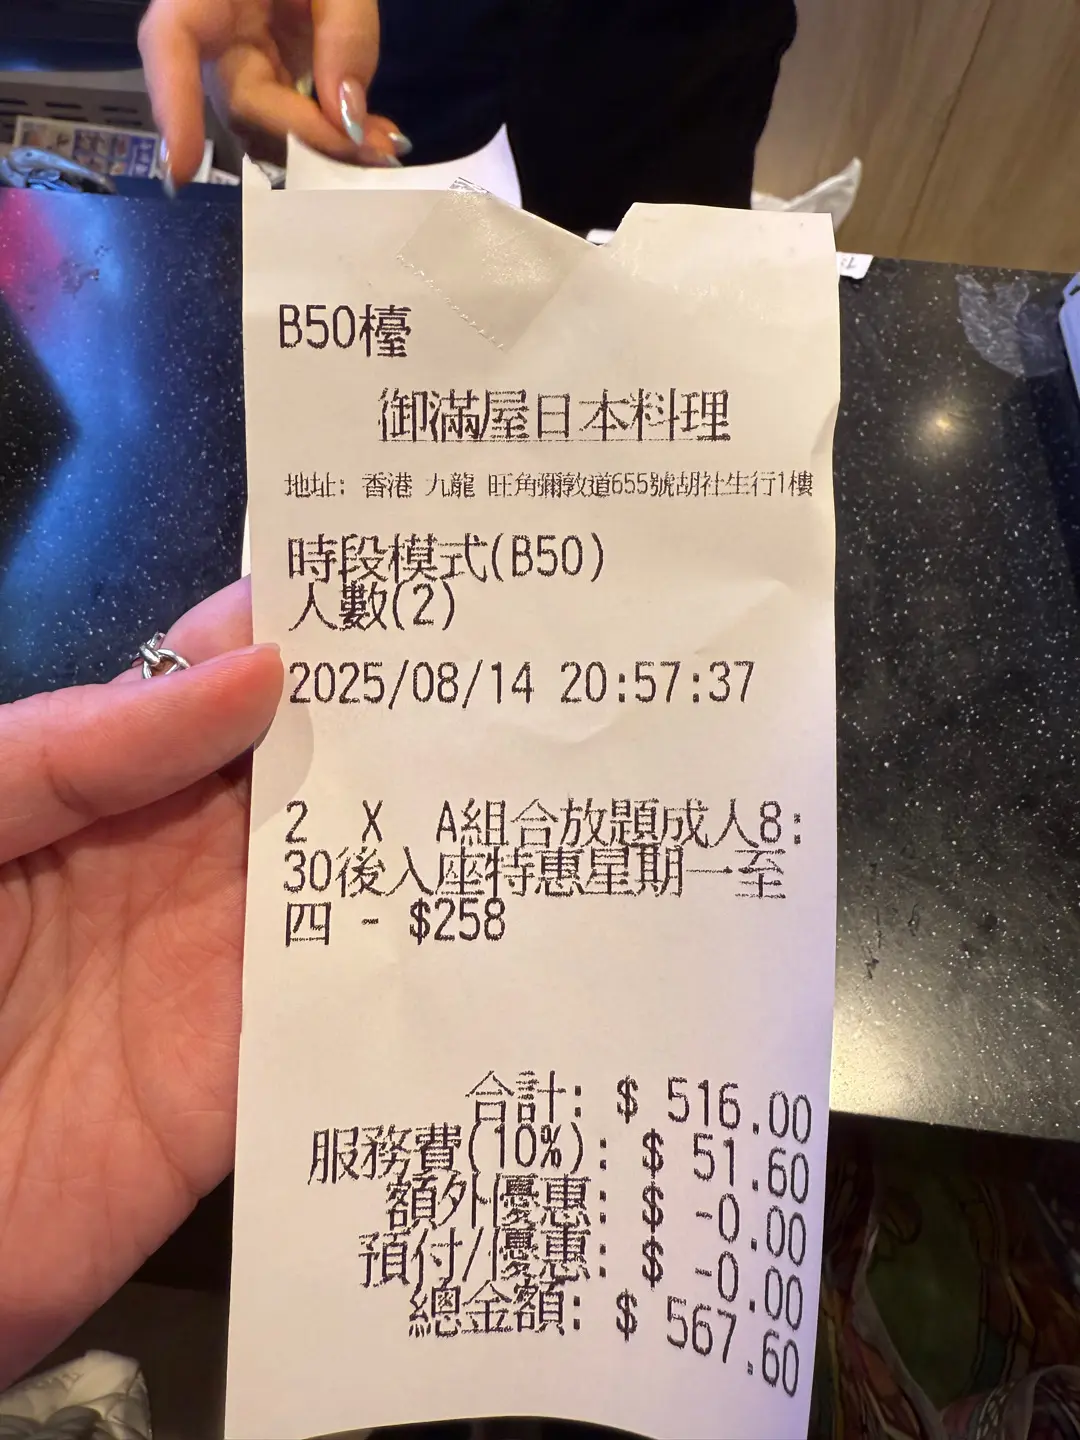 B50檯
御滿屋日本料理
地址: 香港 九龍 旺角彌敦道655號胡社生行1樓
時段模式(B50)
人數(2)
2025/08/14 20:57:37
2 X A組合放題成人8:
30後入座特惠星期一至
四 - $258
合計: $ 516.00
服務費(10%): $ 51.60
額外優惠: $ -0.00
預付/優惠: $ -0.00
總金額: $ 567.60